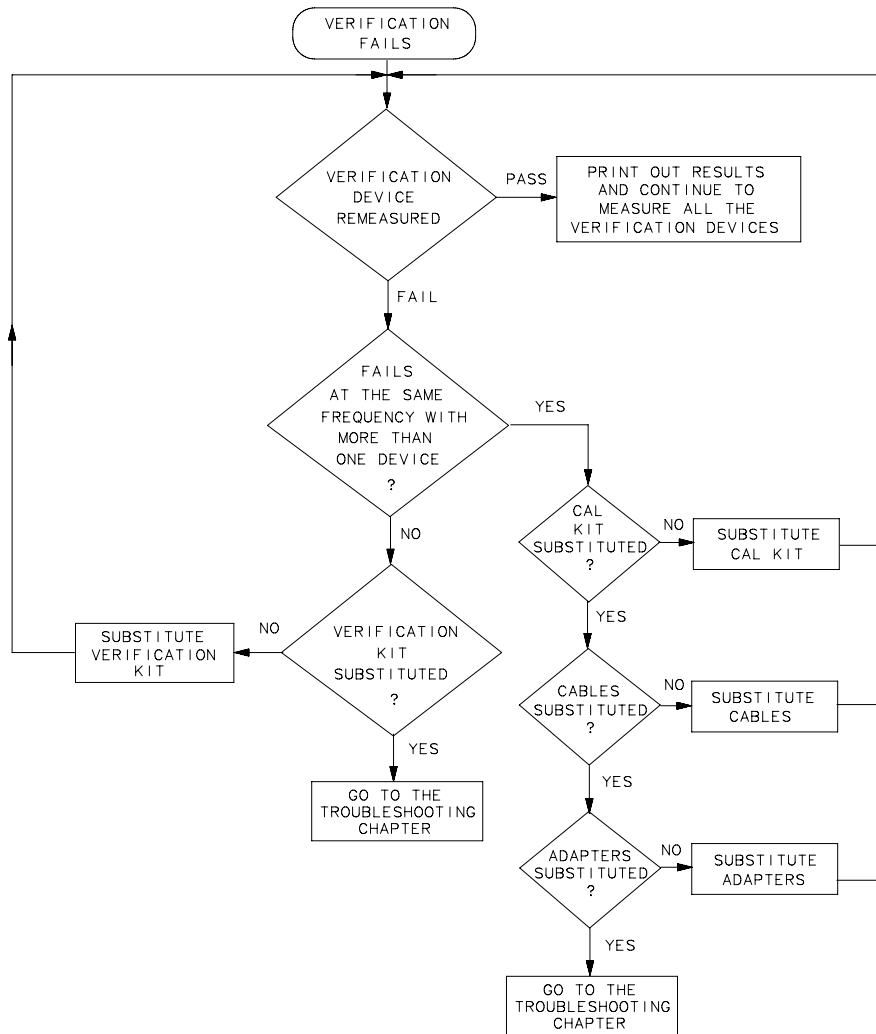 VERIFICATION
FAILS
VERIFICATION
DEVICE
REMEASURED
PASS
PRINT OUT RESULTS
AND CONTINUE TO
MEASURE ALL THE
VERIFICATION DEVICES
FAIL
FAILS
AT THE SAME
FREQUENCY WITH
MORE THAN
ONE DEVICE
?
YES
NO
CAL
KIT
SUBSTITUTED
?
NO
SUBSTITUTE
CAL KIT
YES
VERIFICATION
KIT
SUBSTITUTED
?
NO
SUBSTITUTE
VERIFICATION
KIT
YES
GO TO THE
TROUBLESHOOTING
CHAPTER
CABLES
SUBSTITUTED
?
NO
SUBSTITUTE
CABLES
YES
ADAPTERS
SUBSTITUTED
?
NO
SUBSTITUTE
ADAPTERS
YES
GO TO THE
TROUBLESHOOTING
CHAPTER